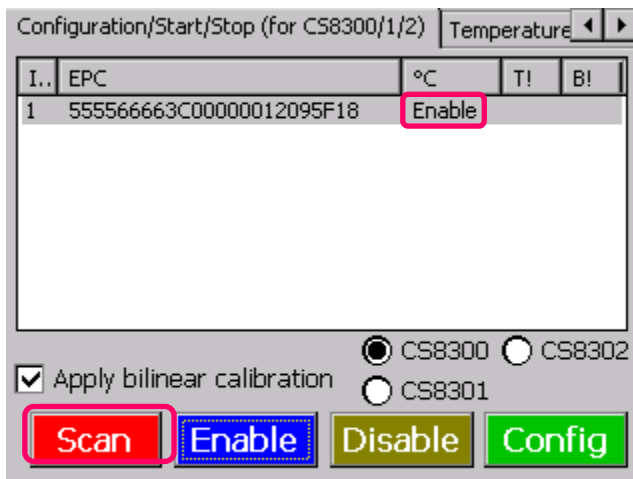 Configuration/Start/Stop (for CS8300/1/2) Temperature
I.. EPC °C T! B!
1 555566663C00000012095F18 Enable
CS8300 CS8302
Apply bilinear calibration CS8301
Scan Enable Disable Config